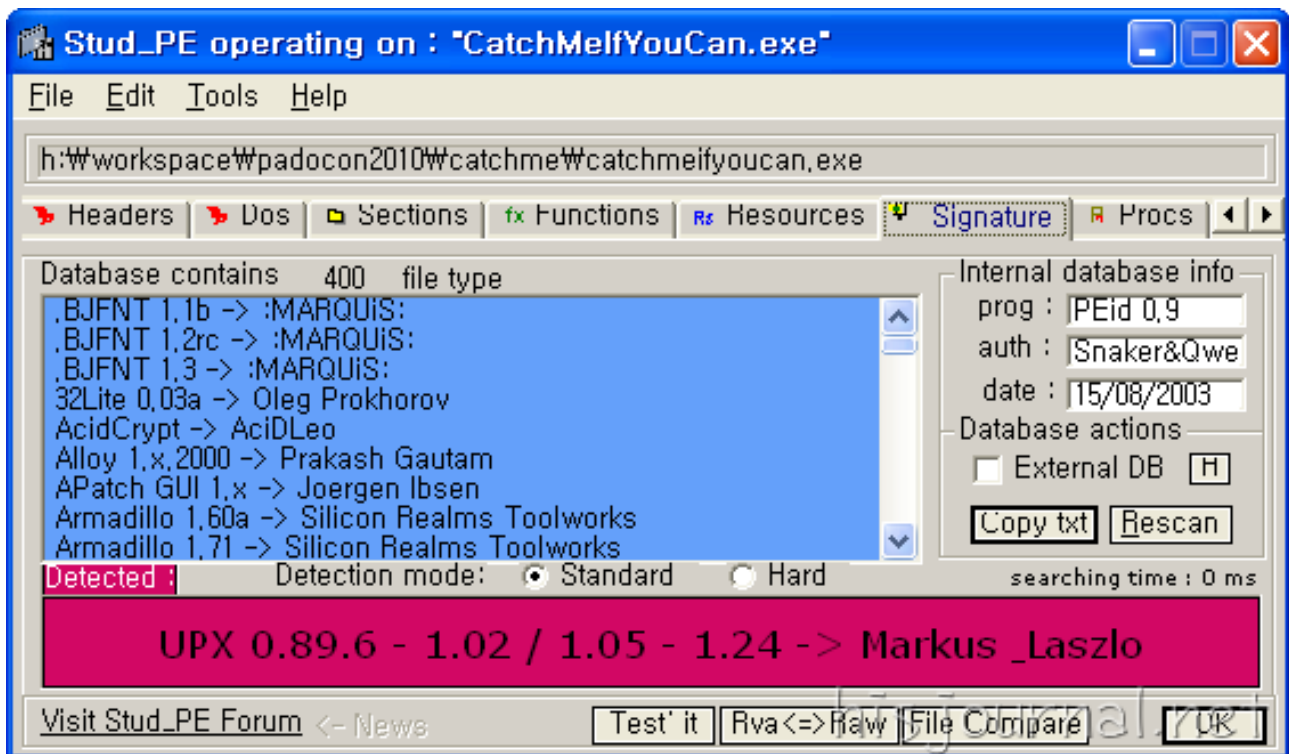 Stud_PE operating on : "CatchMeIfYouCan.exe"
File Edit Tools Help
h:₩workspace₩padocon2010₩catchme₩catchmeifyoucan,exe
Headers Dos Sections fx Functions Rs Resources Signature Procs
Database contains 400 file type
,BJFNT 1,1b -> :MARQUiS:
,BJFNT 1,2rc -> :MARQUiS:
,BJFNT 1,3 -> :MARQUiS:
32Lite 0,03a -> Oleg Prokhorov
AcidCrypt -> AciDLeo
Alloy 1,x,2000 -> Prakash Gautam
APatch GUI 1,x -> Joergen Ibsen
Armadillo 1,60a -> Silicon Realms Toolworks
Armadillo 1,71 -> Silicon Realms Toolworks
Internal database info
prog : PEid 0,9
auth : Snaker&Qwe
date : 15/08/2003
Database actions
External DB H
Copy txt Rescan
Detected : Detection mode: Standard Hard searching time : 0 ms
UPX 0.89.6 - 1.02 / 1.05 - 1.24 -> Markus _Laszlo
Visit Stud_PE Forum <- News Test' it Rva<=>Raw File Compare OK
hisjournal.net